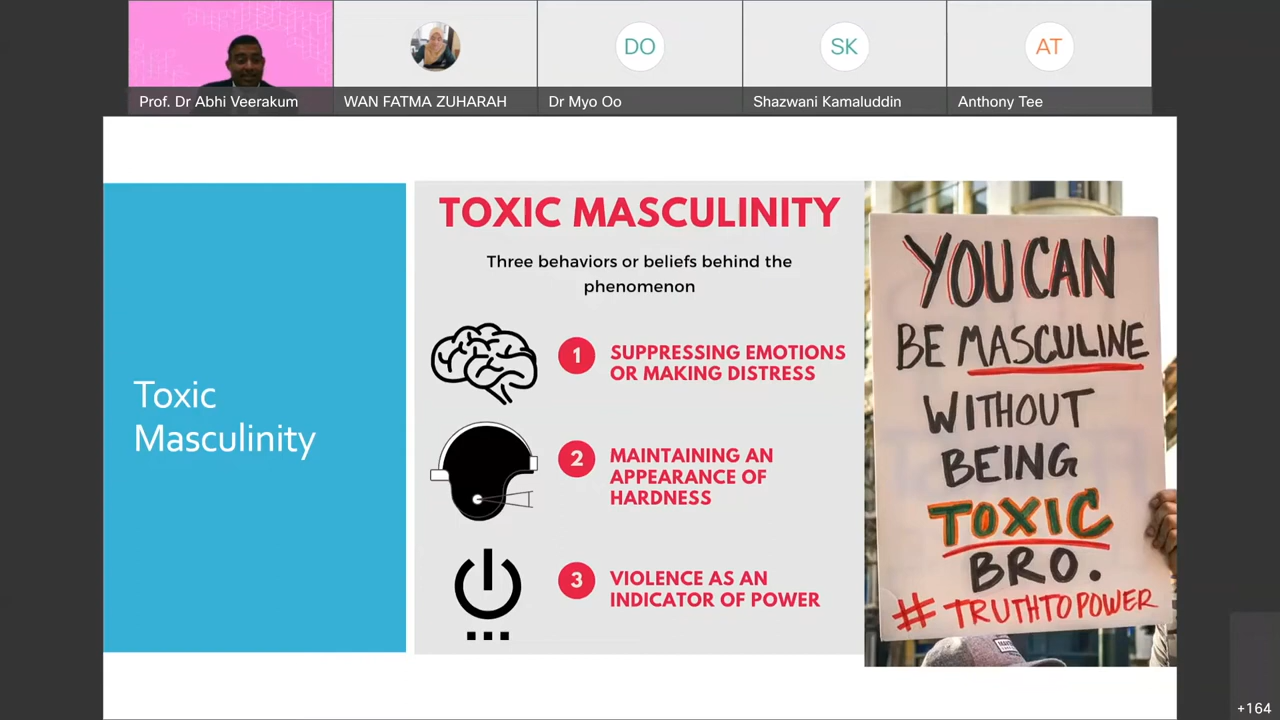 DO
SK
AT
Prof. Dr Abhi Veerakum
WAN FATMA ZUHARAH
Dr Myo Oo
Shazwani Kamaluddin
Anthony Tee
Toxic
Masculinity
TOXIC MASCULINITY
Three behaviors or beliefs behind the
phenomenon
1
SUPPRESSING EMOTIONS
OR MAKING DISTRESS
2
MAINTAINING AN
APPEARANCE OF
HARDNESS
3
VIOLENCE AS AN
INDICATOR OF POWER
YOU CAN
BE MASCULINE
WITHOUT
BEING
TOXIC
BRO.
#TRUTHTOPOWER
+164